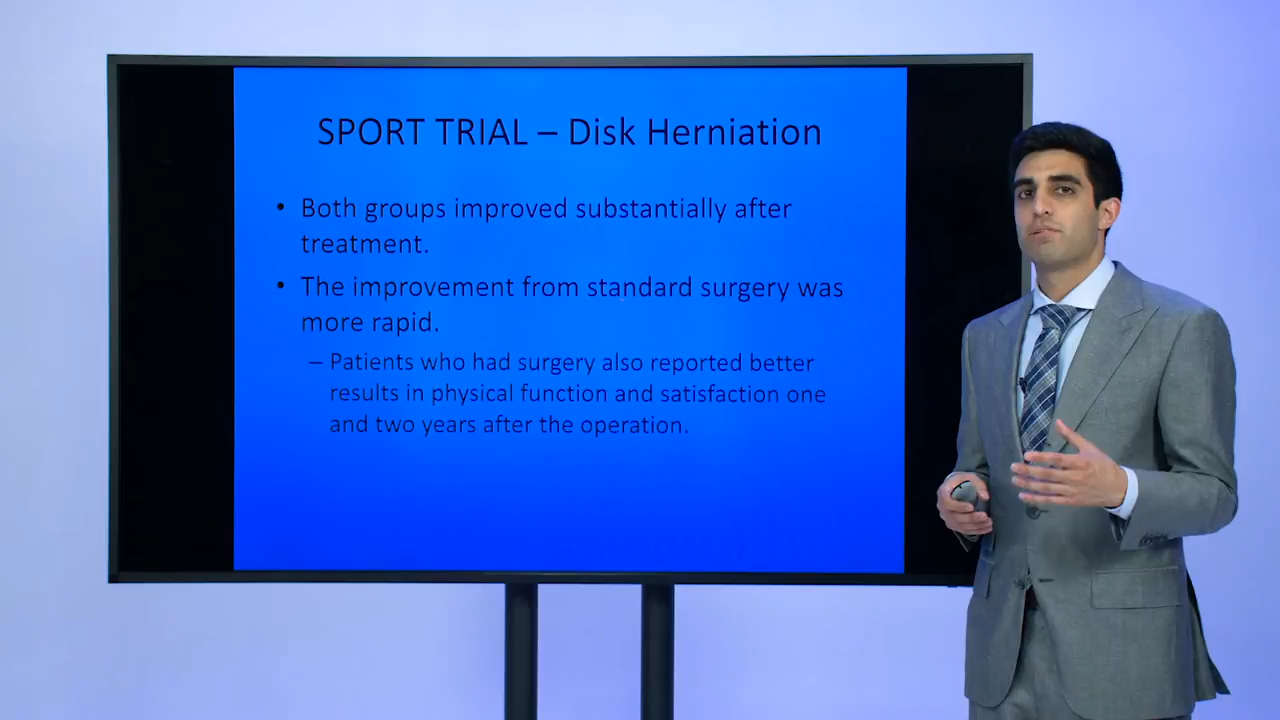 SPORT TRIAL – Disk Herniation
• Both groups improved substantially after
treatment.
• The improvement from standard surgery was
more rapid.
– Patients who had surgery also reported better
results in physical function and satisfaction one
and two years after the operation.